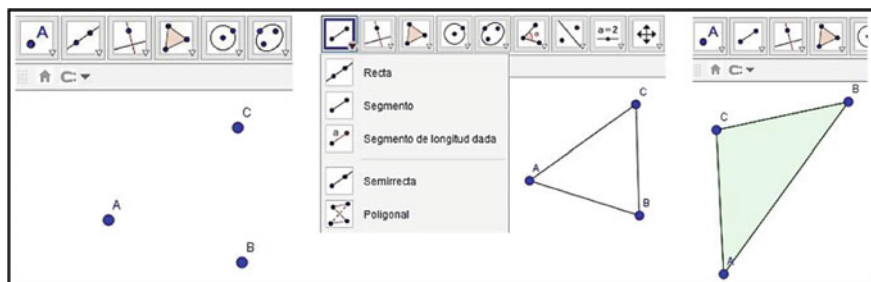 A
C
A
B
a=2
Recta
Segmento
a
Segmento de longitud dada
Semirrecta
Poligonal
C
A
B
A
B
C
A